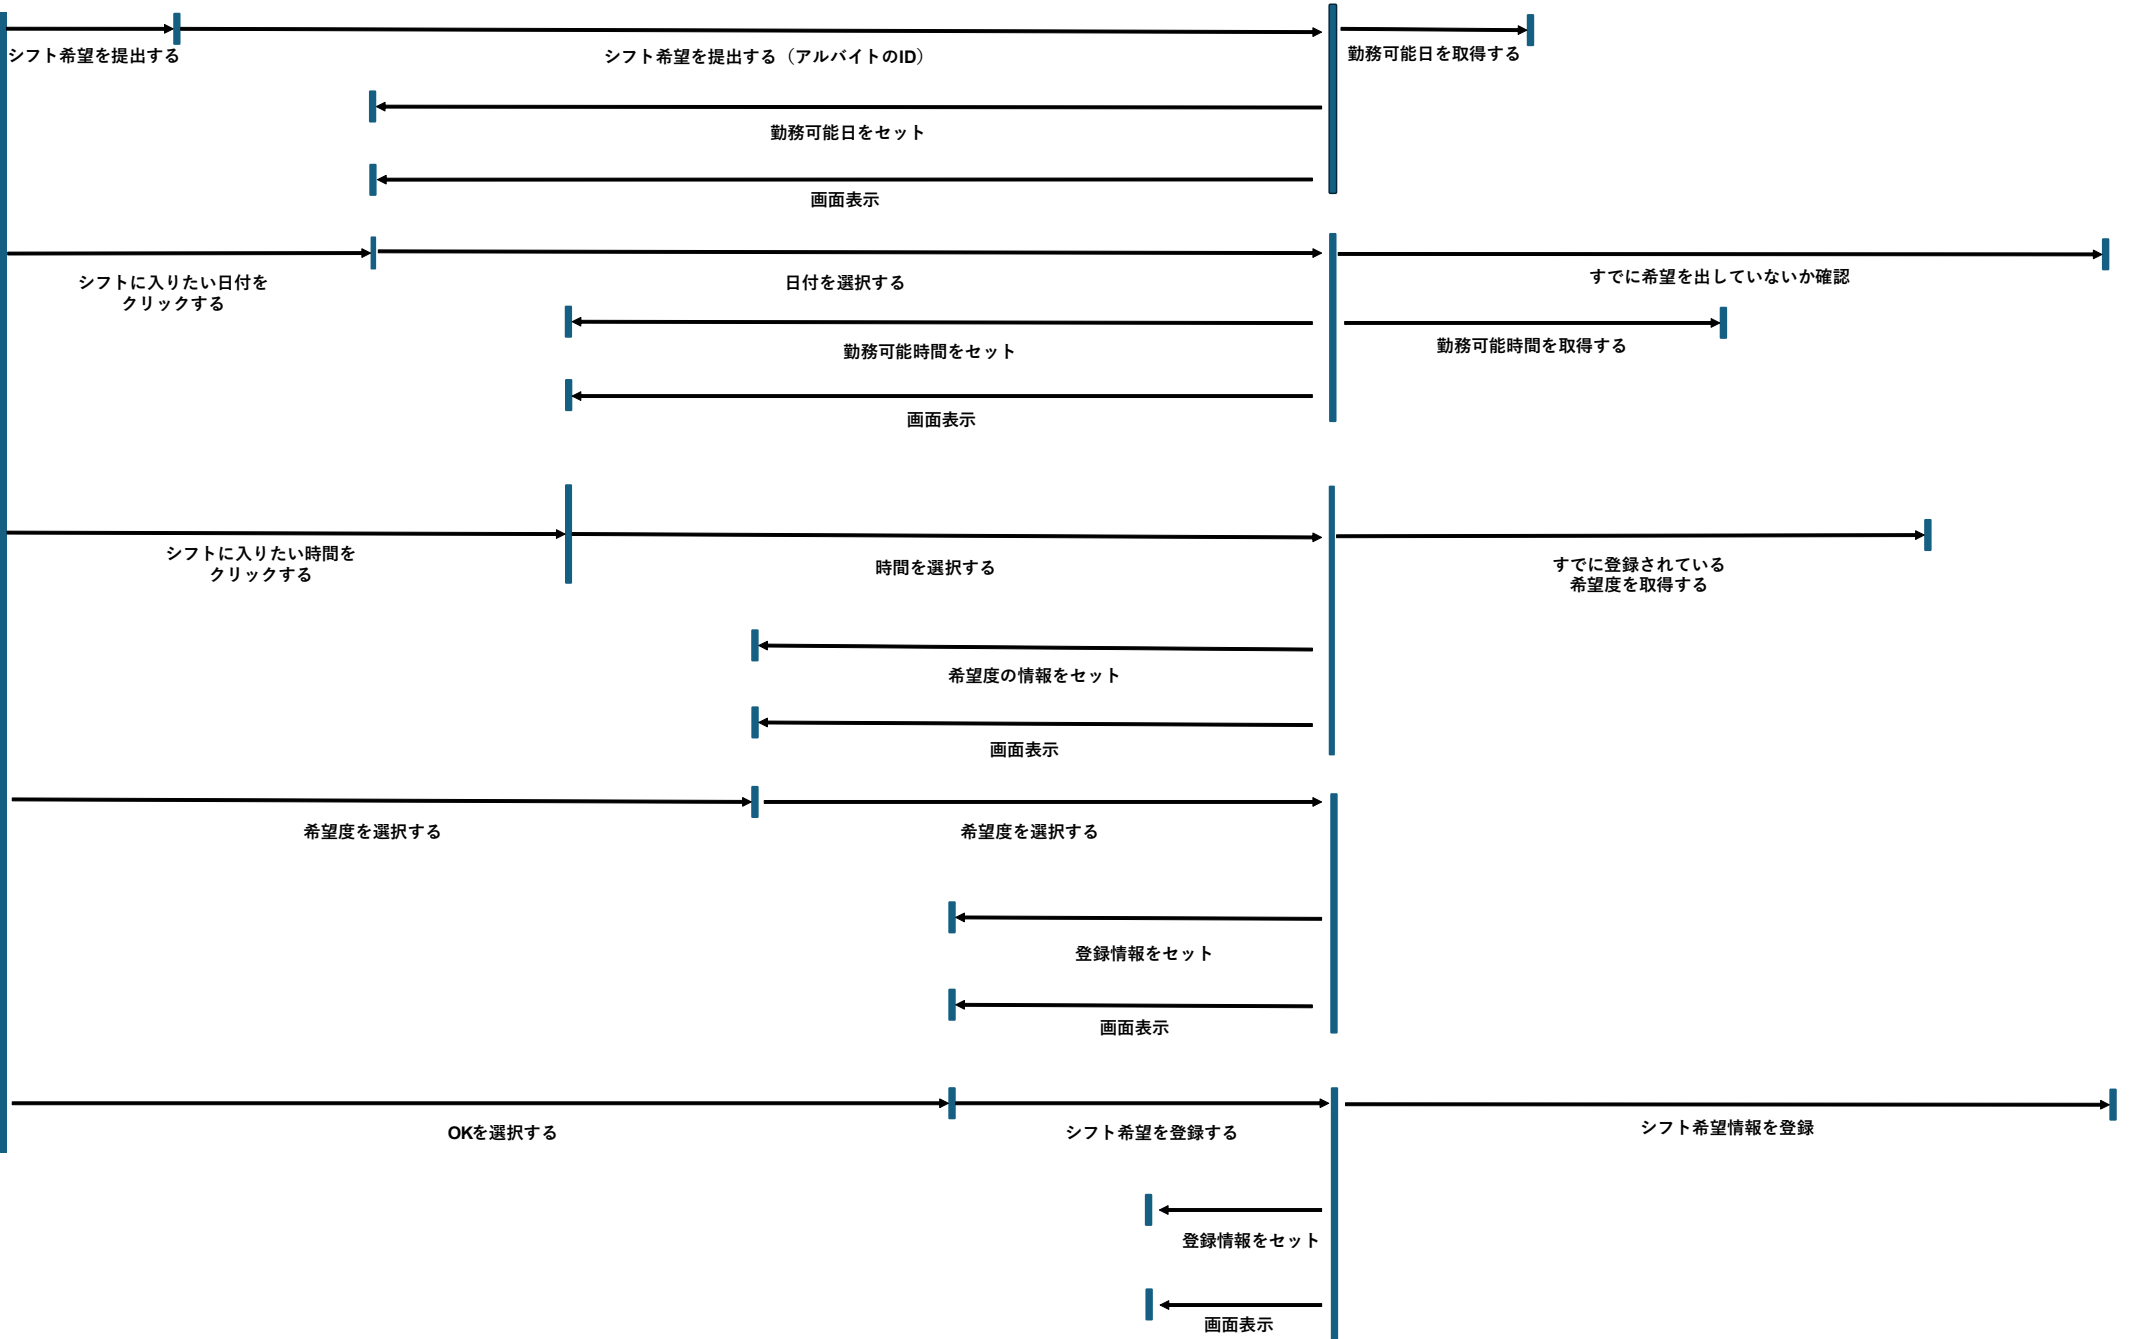 シフト希望を提出する
シフト希望を提出する（アルバイトのID）
勤務可能日を取得する
勤務可能日をセット
画面表示
シフトに入りたい日付を
クリックする
日付を選択する
すでに希望を出していないか確認
勤務可能時間をセット
勤務可能時間を取得する
画面表示
シフトに入りたい時間を
クリックする
時間を選択する
すでに登録されている
希望度を取得する
希望度の情報をセット
画面表示
希望度を選択する
希望度を選択する
登録情報をセット
画面表示
OKを選択する
シフト希望を登録する
シフト希望情報を登録
登録情報をセット
画面表示